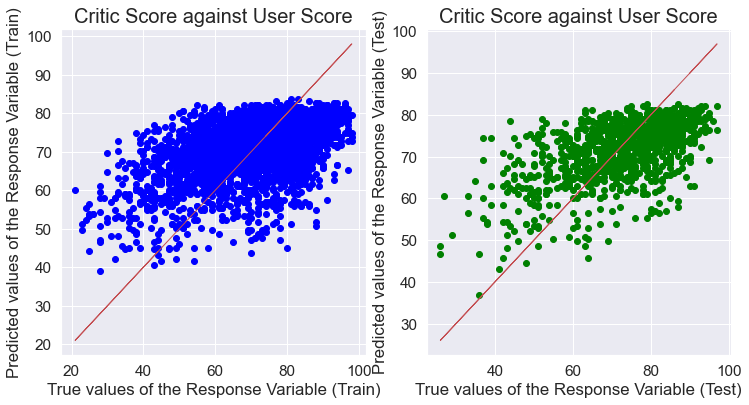 Critic Score against User Score
Predicted values of the Response Variable (Train)
100
90
80
70
60
50
40
30
20
20 40 60 80 100
True values of the Response Variable (Train)
Critic Score against User Score
Predicted values of the Response Variable (Test)
100
90
80
70
60
50
40
30
40 60 80 100
True values of the Response Variable (Test)